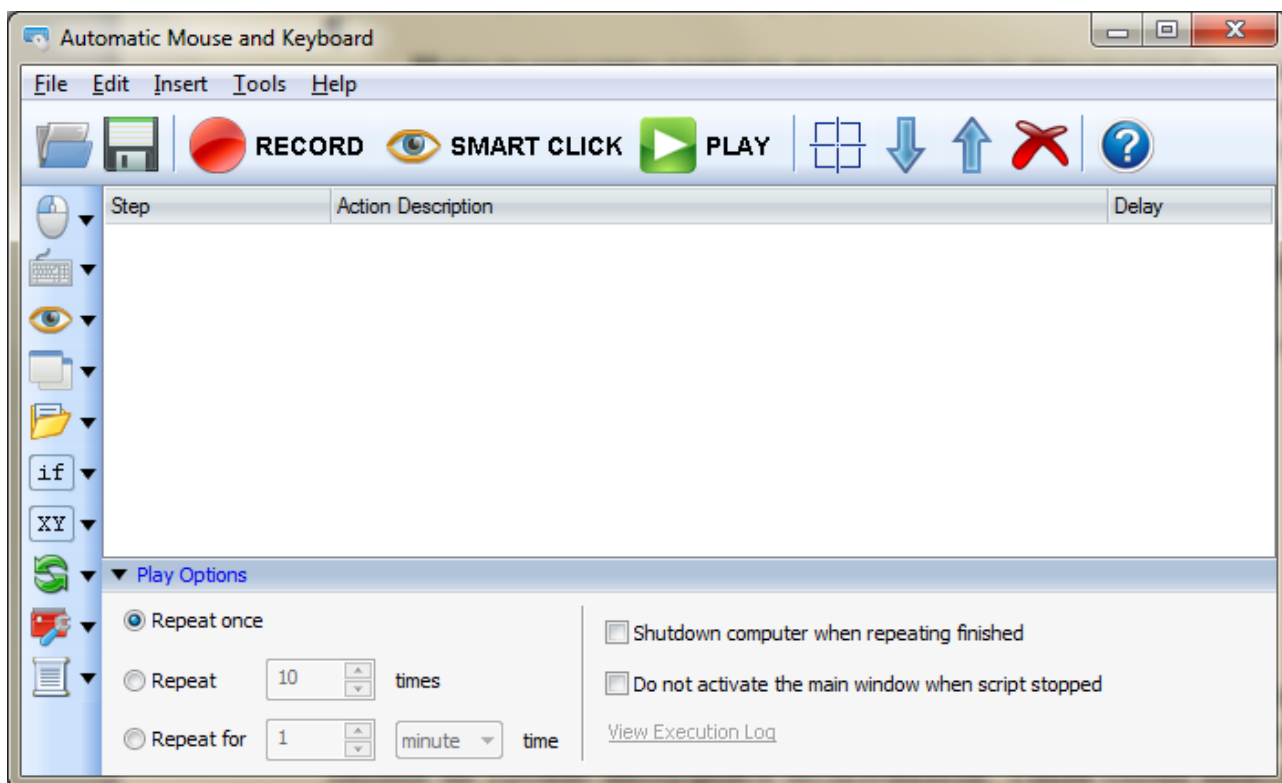 Automatic Mouse and Keyboard
File Edit Insert Tools Help
RECORD SMART CLICK PLAY ?
Step Action Description Delay
if
XY
Play Options
Repeat once
Shutdown computer when repeating finished
Repeat 10 times
Do not activate the main window when script stopped
Repeat for 1 minute time
View Execution Log